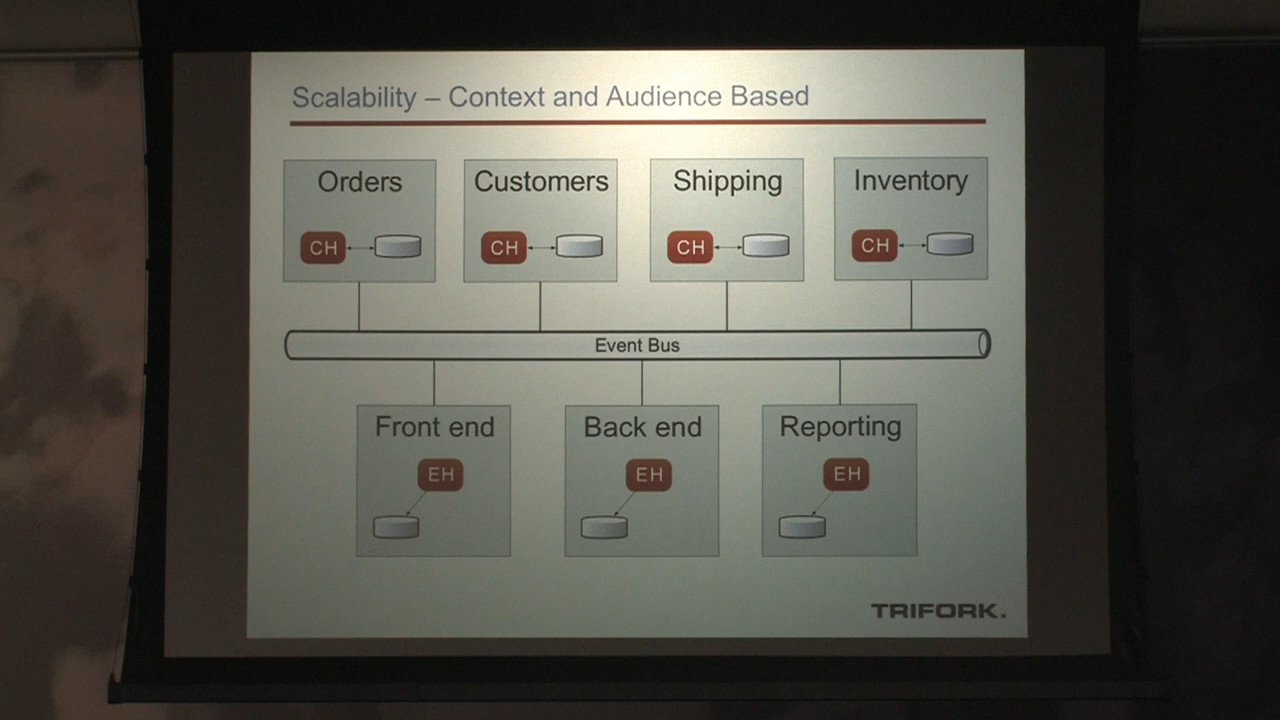 Scalability – Context and Audience Based
Orders
Customers
Shipping
Inventory
CH
CH
CH
CH
Event Bus
Front end
Back end
Reporting
EH
EH
EH
TRIFORK.